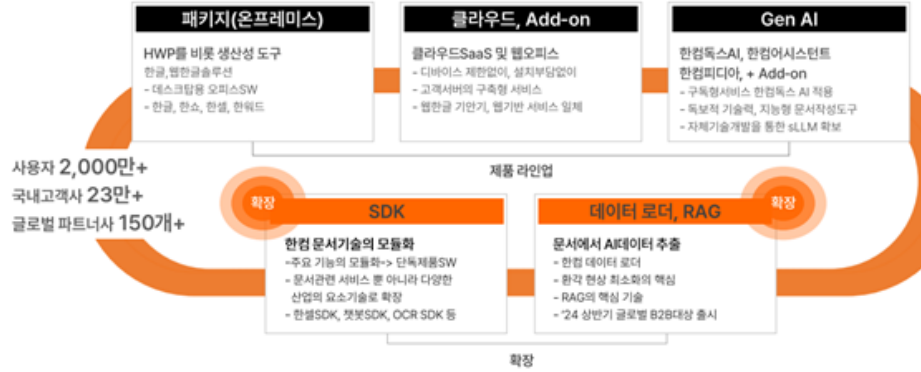 패키지(온프레미스)
HWP를 비롯 생산성 도구
한글,웹한글솔루션
- 데스크탑용 오피스SW
- 한글, 한쇼, 한셀, 한워드
클라우드, Add-on
클라우드SaaS 및 웹오피스
- 디바이스 제한없이, 설치부담없이
- 고객서버의 구축형 서비스
- 웹한글 기안기, 웹기반 서비스 일체
Gen AI
한컴독스AI, 한컴어시스턴트
한컴피디아, + Add-on
- 구독형서비스 한컴독스 AI 적용
- 독보적 기술력, 지능형 문서작성도구
- 자체기술개발을 통한 sLLM 확보
제품 라인업
사용자 2,000만+
국내고객사 23만+
글로벌 파트너사 150개+
확장
SDK
한컴 문서기술의 모듈화
-주요 기능의 모듈화-> 단독제품SW
- 문서관련 서비스 뿐 아니라 다양한
산업의 요소기술로 확장
- 한셀SDK, 챗봇SDK, OCR SDK 등
데이터 로더, RAG
확장
문서에서 AI데이터 추출
- 한컴 데이터 로더
- 환각 현상 최소화의 핵심
- RAG의 핵심 기술
- '24 상반기 글로벌 B2B대상 출시
확장